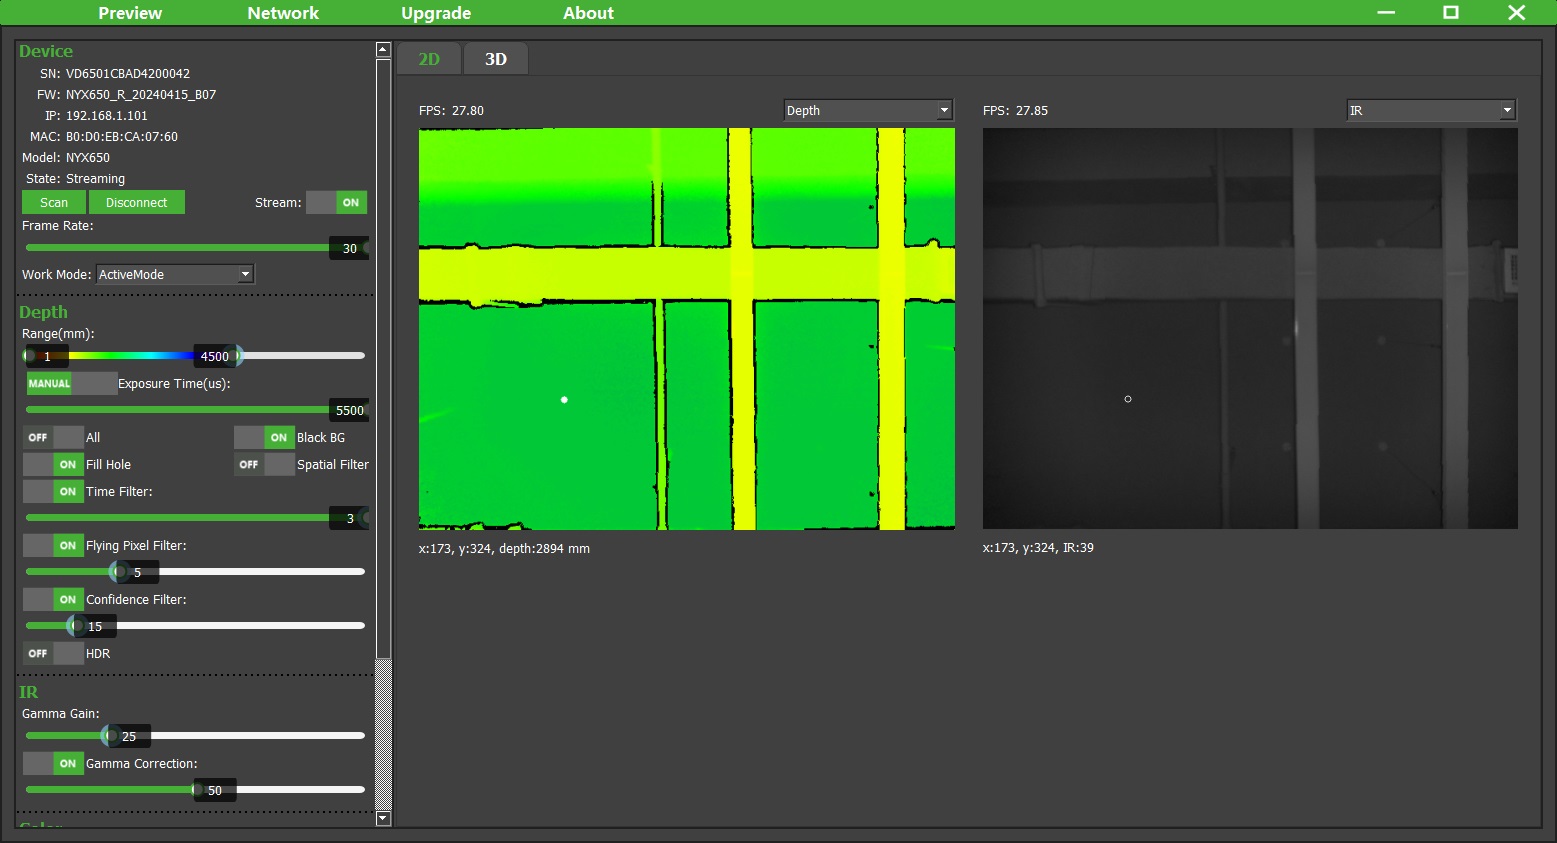 Preview Network Upgrade About
Device
SN: VD6501CBAD4200042
FW: NYX650_R_20240415_B07
IP: 192.168.1.101
MAC: B0:D0:EB:CA:07:60
Model: NYX650
State: Streaming
Scan Disconnect Stream: ON
Frame Rate:
30
Work Mode: ActiveMode
Depth
Range(mm):
1 4500
MANUAL Exposure Time(us):
5500
OFF All ON Black BG
ON Fill Hole OFF Spatial Filter
ON Time Filter:
3
ON Flying Pixel Filter:
5
ON Confidence Filter:
15
OFF HDR
IR
Gamma Gain:
25
ON Gamma Correction:
50
2D 3D
FPS: 27.80 Depth
x:173, y:324, depth:2894 mm
FPS: 27.85 IR
x:173, y:324, IR:39